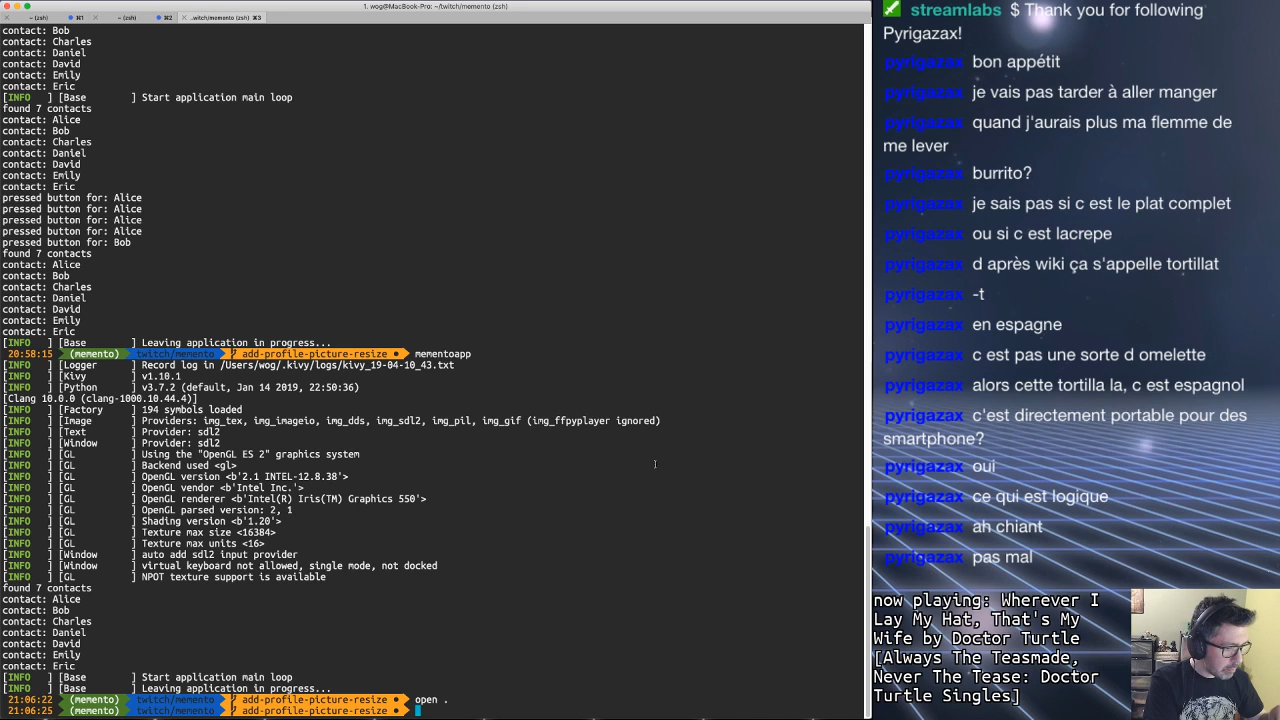 1. wog@MacBook-Pro: ~/twitch/memento (zsh)
~ (zsh) ⌘1 ~ (zsh) ⌘2 ..witch/memento (zsh) ⌘3
contact: Bob
contact: Charles
contact: Daniel
contact: David
contact: Emily
contact: Eric
[INFO   ] [Base        ] Start application main loop
found 7 contacts
contact: Alice
contact: Bob
contact: Charles
contact: Daniel
contact: David
contact: Emily
contact: Eric
pressed button for: Alice
pressed button for: Alice
pressed button for: Alice
pressed button for: Alice
pressed button for: Bob
found 7 contacts
contact: Alice
contact: Bob
contact: Charles
contact: Daniel
contact: David
contact: Emily
contact: Eric
[INFO   ] [Base        ] Leaving application in progress...
20:58:15 (memento) twitch/memento add-profile-picture-resize ● mementoapp
[INFO   ] [Logger      ] Record log in /Users/wog/.kivy/logs/kivy_19-04-10_43.txt
[INFO   ] [Kivy        ] v1.10.1
[INFO   ] [Python      ] v3.7.2 (default, Jan 14 2019, 22:50:36)
[Clang 10.0.0 (clang-1000.10.44.4)]
[INFO   ] [Factory     ] 194 symbols loaded
[INFO   ] [Image       ] Providers: img_tex, img_imageio, img_dds, img_sdl2, img_pil, img_gif (img_ffpyplayer ignored)
[INFO   ] [Text        ] Provider: sdl2
[INFO   ] [Window      ] Provider: sdl2
[INFO   ] [GL          ] Using the "OpenGL ES 2" graphics system
[INFO   ] [GL          ] Backend used <gl>
[INFO   ] [GL          ] OpenGL version <b'2.1 INTEL-12.8.38'>
[INFO   ] [GL          ] OpenGL vendor <b'Intel Inc.'>
[INFO   ] [GL          ] OpenGL renderer <b'Intel(R) Iris(TM) Graphics 550'>
[INFO   ] [GL          ] OpenGL parsed version: 2, 1
[INFO   ] [GL          ] Shading version <b'1.20'>
[INFO   ] [GL          ] Texture max size <16384>
[INFO   ] [GL          ] Texture max units <16>
[INFO   ] [Window      ] auto add sdl2 input provider
[INFO   ] [Window      ] virtual keyboard not allowed, single mode, not docked
[INFO   ] [GL          ] NPOT texture support is available
found 7 contacts
contact: Alice
contact: Bob
contact: Charles
contact: Daniel
contact: David
contact: Emily
contact: Eric
[INFO   ] [Base        ] Start application main loop
[INFO   ] [Base        ] Leaving application in progress...
21:06:22 (memento) twitch/memento add-profile-picture-resize ● open .
21:06:25 (memento) twitch/memento add-profile-picture-resize ●
streamlabs $ Thank you for following
Pyrigazax!
pyrigazax bon appétit
pyrigazax je vais pas tarder à aller manger
pyrigazax quand j'aurais plus ma flemme de
me lever
pyrigazax burrito?
pyrigazax je sais pas si c est le plat complet
pyrigazax ou si c est lacrepe
pyrigazax d après wiki ça s'appelle tortillat
pyrigazax -t
pyrigazax en espagne
pyrigazax c est pas une sorte d omelette
pyrigazax alors cette tortilla la, c est espagnol
pyrigazax c'est directement portable pour des
smartphone?
pyrigazax oui
pyrigazax ce qui est logique
pyrigazax ah chiant
pyrigazax pas mal
now playing: Wherever I
Lay My Hat, That's My
Wife by Doctor Turtle
[Always The Teasmade,
Never The Tease: Doctor
Turtle Singles]